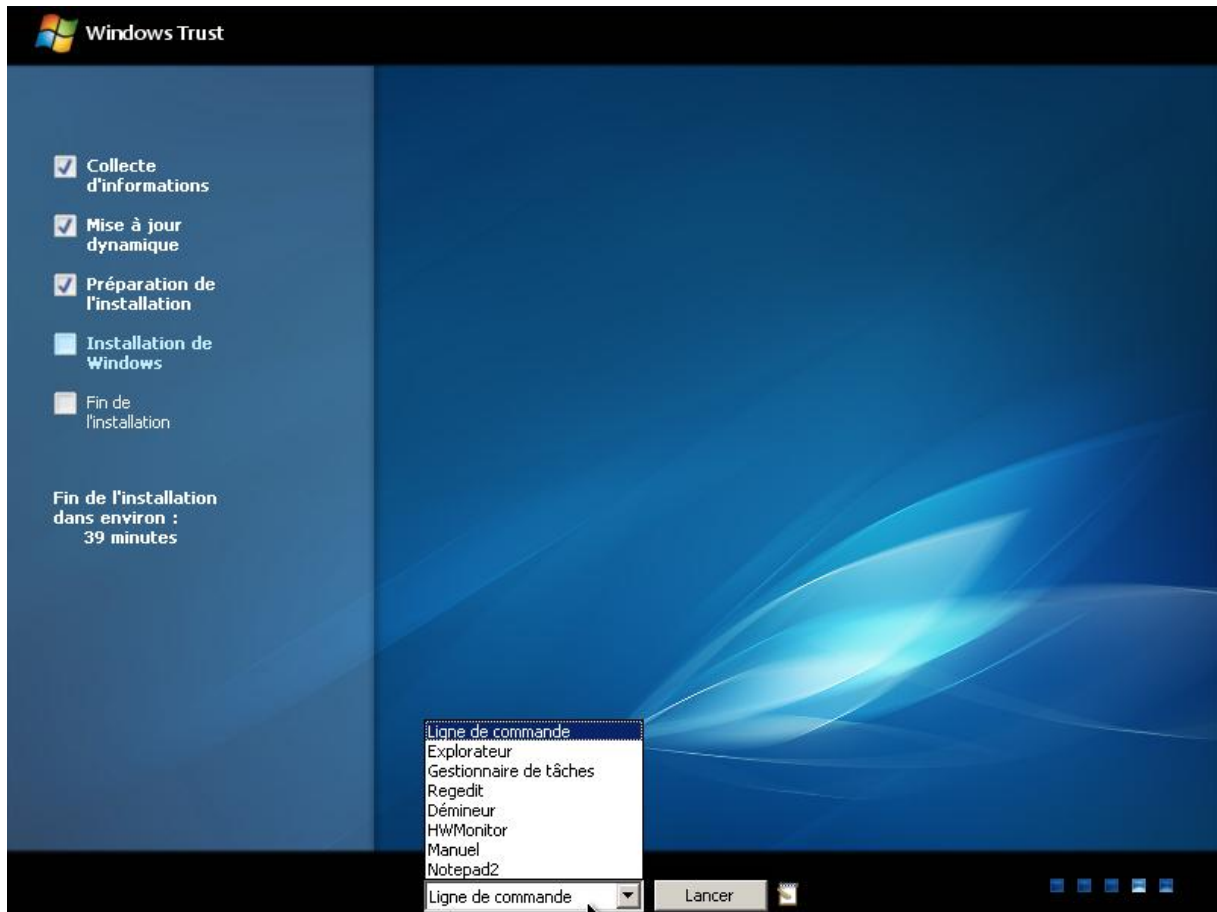 Windows Trust
Collecte
d'informations
Mise à jour
dynamique
Préparation de
l'installation
Installation de
Windows
Fin de
l'installation
Fin de l'installation
dans environ :
39 minutes
Ligne de commande
Explorateur
Gestionnaire de tâches
Regedit
Démineur
HWMonitor
Manuel
Notepad2
Ligne de commande
Lancer